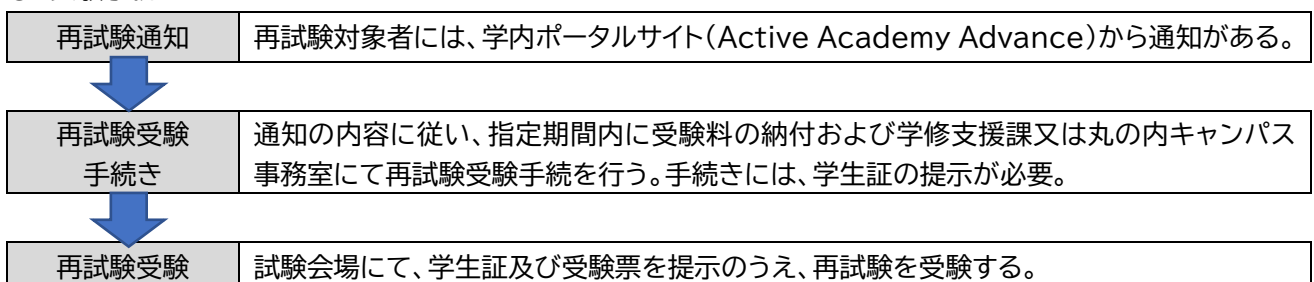 再試験通知
再試験対象者には、学内ポータルサイト(Active Academy Advance)から通知がある。
再試験受験
手続き
通知の内容に従い、指定期間内に受験料の納付および学修支援課又は丸の内キャンパス
事務室にて再試験受験手続を行う。手続きには、学生証の提示が必要。
再試験受験
試験会場にて、学生証及び受験票を提示のうえ、再試験を受験する。